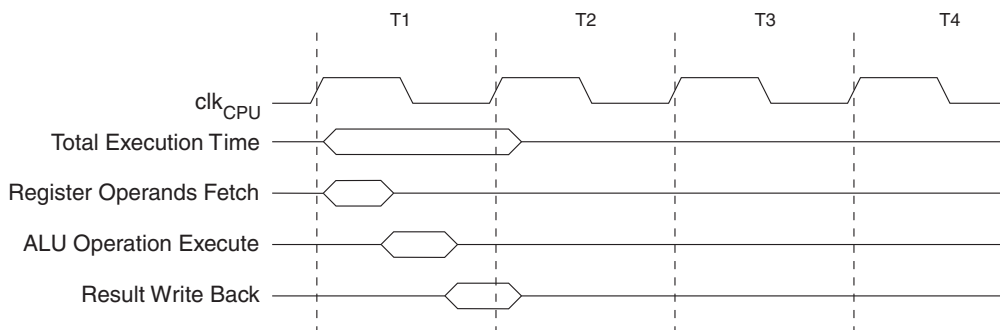 T1 T2 T3 T4
clkCPU
Total Execution Time
Register Operands Fetch
ALU Operation Execute
Result Write Back